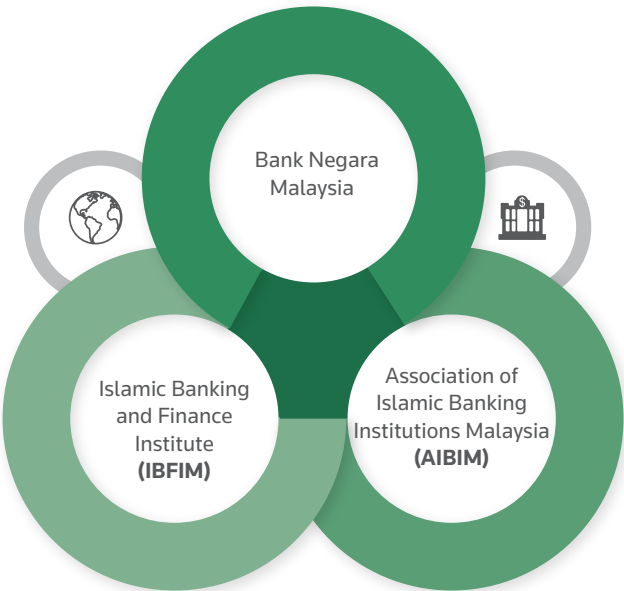 Bank Negara
Malaysia
$
Islamic Banking
and Finance
Institute
(IBFIM)
Association of
Islamic Banking
Institutions Malaysia
(AIBIM)